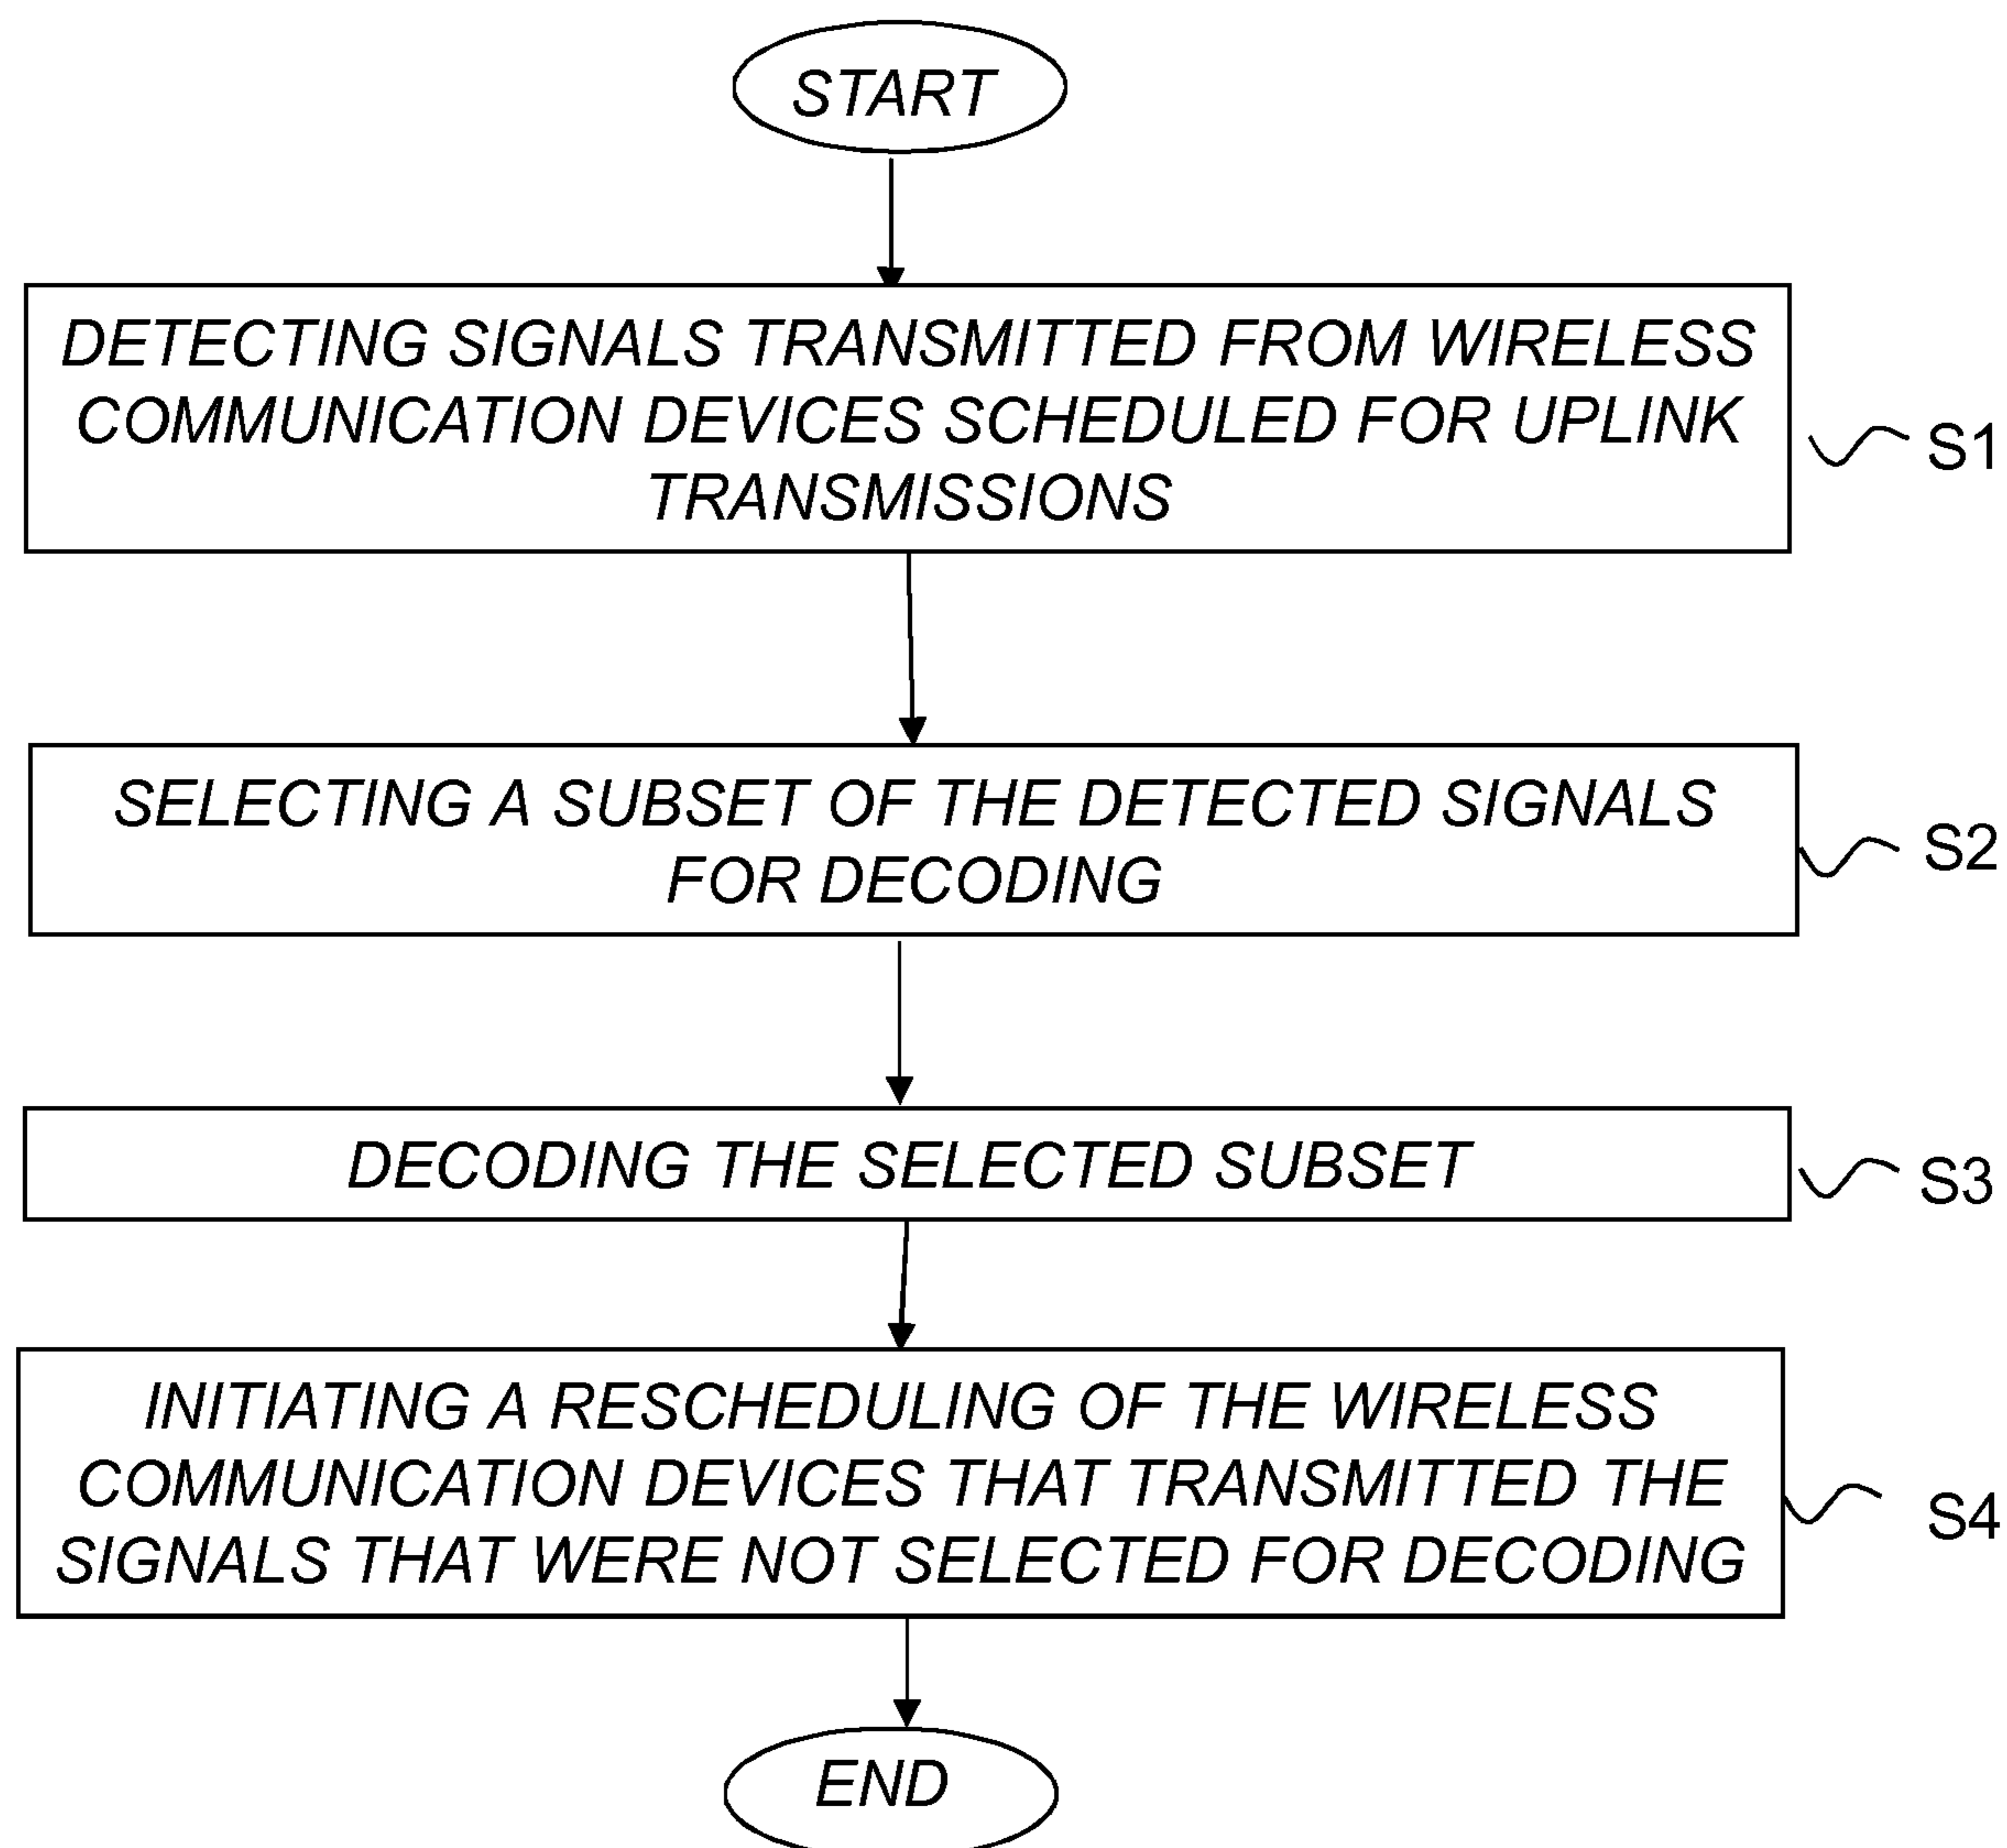 START
DETECTING SIGNALS TRANSMITTED FROM WIRELESS
COMMUNICATION DEVICES SCHEDULED FOR UPLINK
TRANSMISSIONS
S1
SELECTING A SUBSET OF THE DETECTED SIGNALS
FOR DECODING
S2
DECODING THE SELECTED SUBSET
S3
INITIATING A RESCHEDULING OF THE WIRELESS
COMMUNICATION DEVICES THAT TRANSMITTED THE
SIGNALS THAT WERE NOT SELECTED FOR DECODING
S4
END